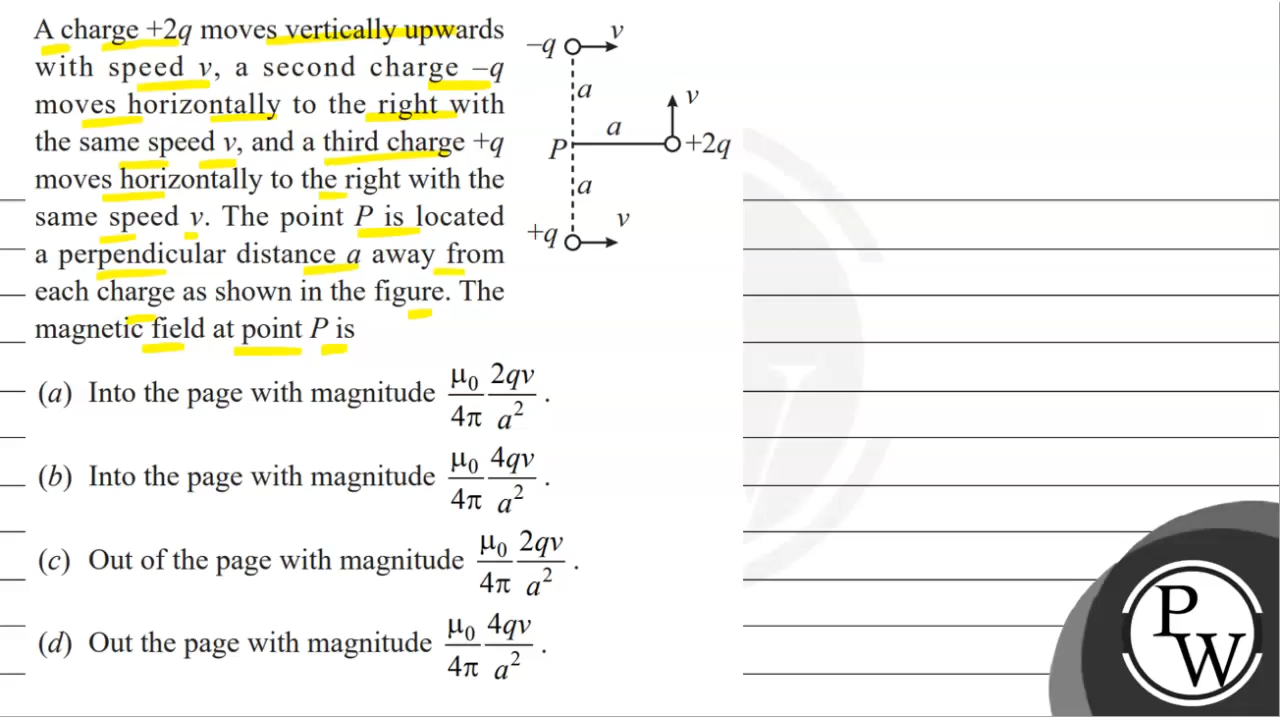 A charge +2q moves vertically upwards
with speed v, a second charge –q
moves horizontally to the right with
the same speed v, and a third charge +q
moves horizontally to the right with the
same speed v. The point P is located
a perpendicular distance a away from
each charge as shown in the figure. The
magnetic field at point P is
–q v
a
v
a
P +2q
a
v
+q
(a) Into the page with magnitude μ₀/4π 2qv/a² .
(b) Into the page with magnitude μ₀/4π 4qv/a² .
(c) Out of the page with magnitude μ₀/4π 2qv/a² .
(d) Out the page with magnitude μ₀/4π 4qv/a² .
P
W